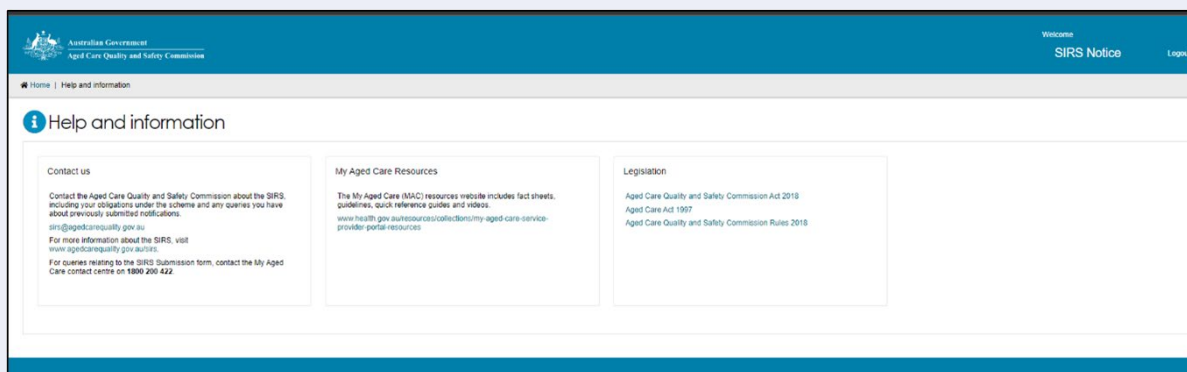 Australian Government
Aged Care Quality and Safety Commission
Welcome
SIRS Notice
Logou
Home | Help and information
Help and information
Contact us
Contact the Aged Care Quality and Safety Commission about the SIRS,
including your obligations under the scheme and any queries you have
about previously submitted notifications.
sirs@agedcarequality.gov.au
For more information about the SIRS, visit
www.agedcarequality.gov.au/sirs.
For queries relating to the SIRS Submission form, contact the My Aged
Care contact centre on 1800 200 422.
My Aged Care Resources
The My Aged Care (MAC) resources website includes fact sheets,
guidelines, quick reference guides and videos.
www.health.gov.au/resources/collections/my-aged-care-service-
provider-portal-resources
Legislation
Aged Care Quality and Safety Commission Act 2018
Aged Care Act 1997
Aged Care Quality and Safety Commission Rules 2018